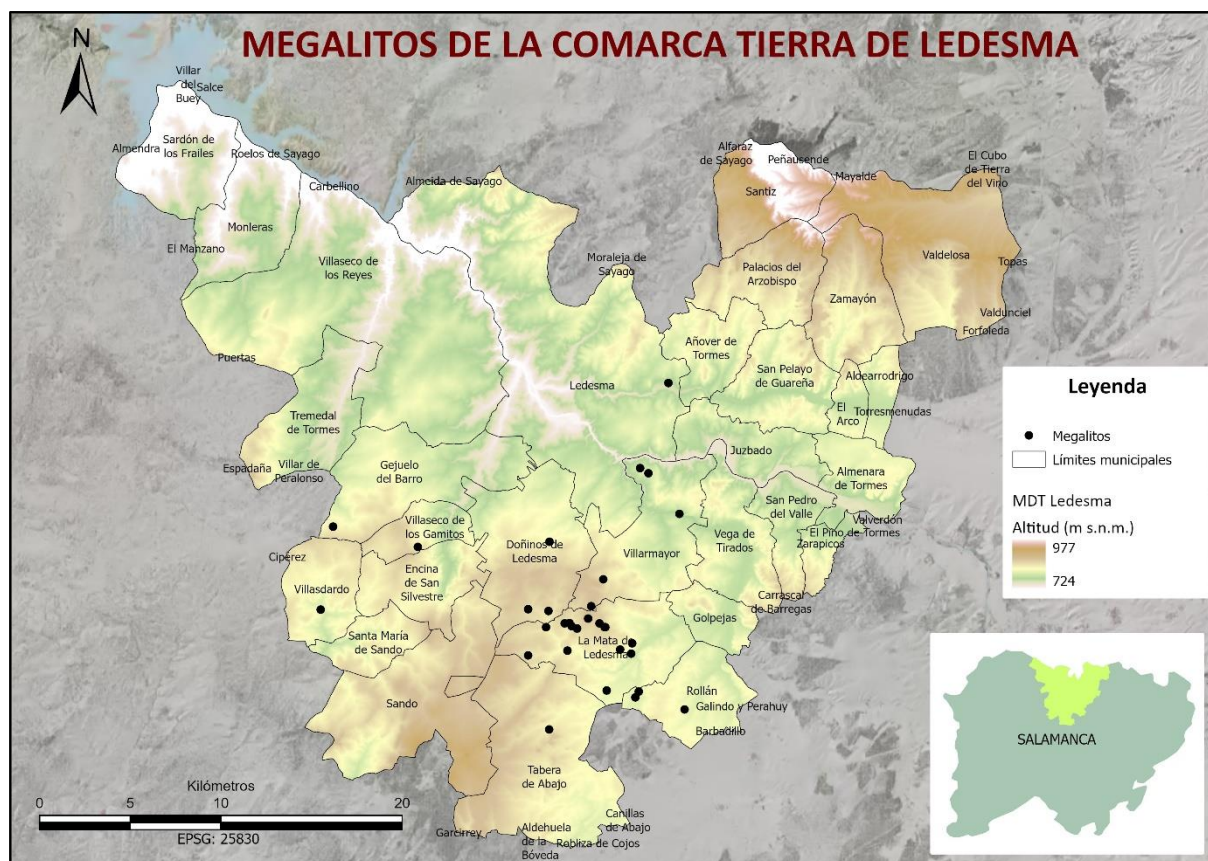 MEGALITOS DE LA COMARCA TIERRA DE LEDESMA
N
Villar
del
Buey
Salce
Almendra
Sardón de
los Frailes
Roelos de Sayago
Carbellino
Almeida de Sayago
Monleras
El Manzano
Villaseco de
los Reyes
Moraleja de
Sayago
Alfaraz
de Sayago
Peñausende
Mayalde
El Cubo
de Tierra
del Vino
Santiz
Palacios del
Arzobispo
Valdelosa
Topas
Zamayón
Valdunciel
Forfoleda
Puertas
Añover de
Tormes
San Pelayo
de Guareña
Aldearrodrigo
Ledesma
El
Arco
Torresmenudas
Tremedal
de Tormes
Juzbado
Espadaña
Villar de
Peralonso
Gejuelo
del Barro
Almenara
de Tormes
San Pedro
del Valle
Valverdón
El Pino de Tormes
Zarapicos
Villaseco de
los Gamitos
Vega de
Tirados
Cipérez
Doñinos de
Ledesma
Villarmayor
Encina
de San
Silvestre
Villasdardo
Carrascal
de Barregas
Golpejas
Santa María
de Sando
La Mata de
Ledesma
Sando
Rollán
Galindo y Perahuy
Barbadillo
Tabera
de Abajo
Canillas
de Abajo
Garcirrey
Aldehuela
de la
Bóveda
Robliza de Cojos
Leyenda
Megalitos
Límites municipales
MDT Ledesma
Altitud (m s.n.m.)
977
724
SALAMANCA
Kilómetros
0 5 10 20
EPSG: 25830